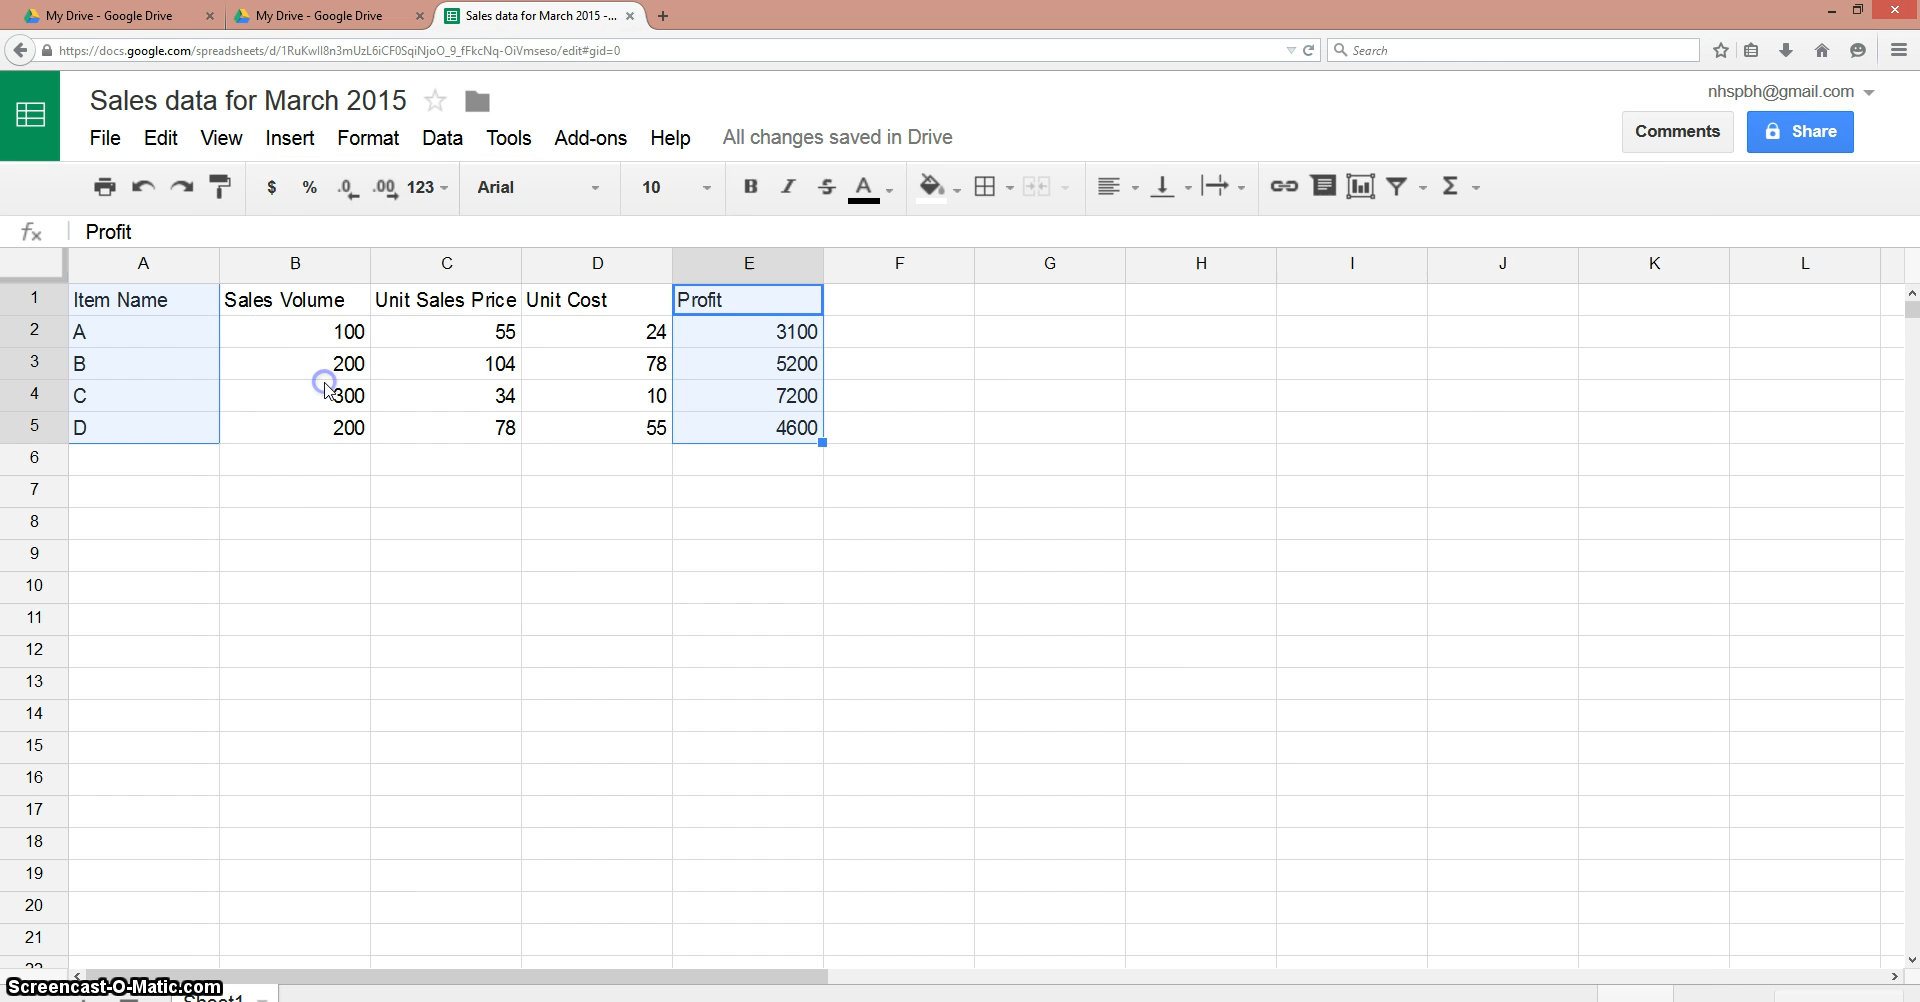 My Drive - Google Drive × My Drive - Google Drive × Sales data for March 2015 -... × +
https://docs.google.com/spreadsheets/d/1RuKwlI8n3mUzL6iCF0SqiNjoO_9_fFkcNq-OiVmseso/edit#gid=0 Search
Sales data for March 2015 nhspbh@gmail.com
File Edit View Insert Format Data Tools Add-ons Help All changes saved in Drive Comments Share
$ % .0 .00 123 Arial 10 B I S A Σ
fx Profit
A B C D E F G H I J K L
1 Item Name Sales Volume Unit Sales Price Unit Cost Profit
2 A 100 55 24 3100
3 B 200 104 78 5200
4 C 300 34 10 7200
5 D 200 78 55 4600
6
7
8
9
10
11
12
13
14
15
16
17
18
19
20
21
22
Screencast-O-Matic.com Sheet1